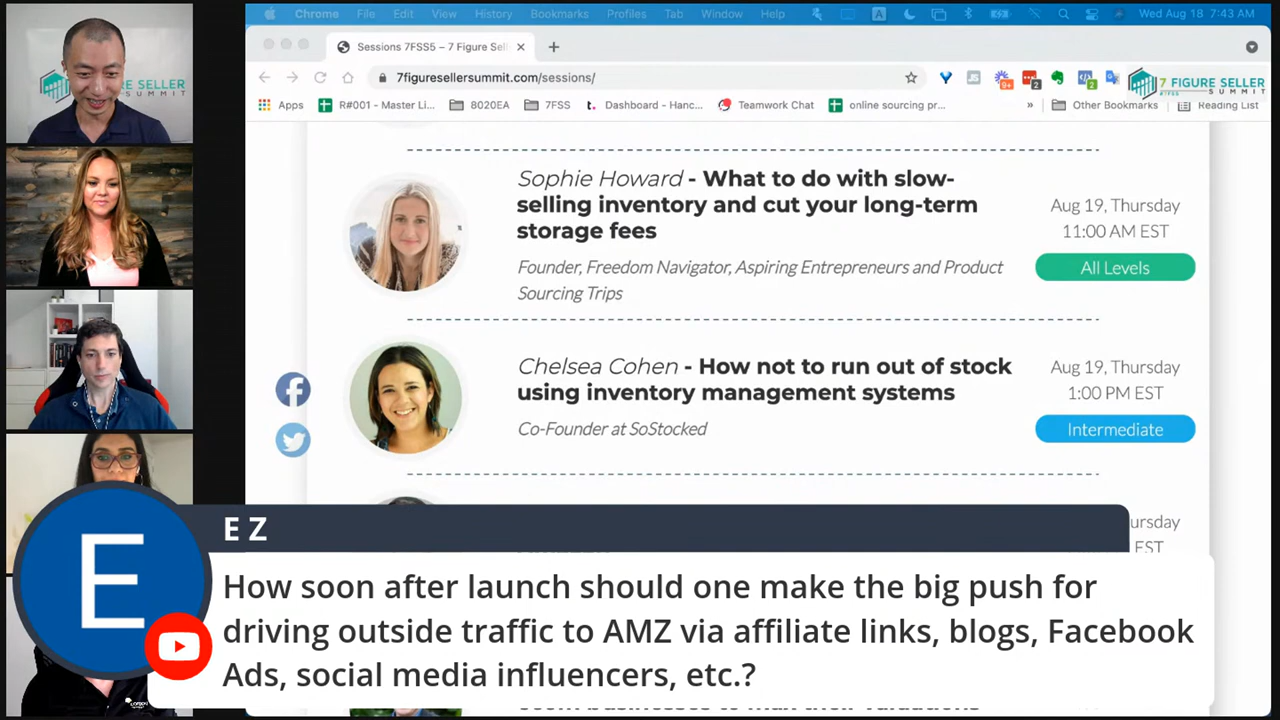 Chrome File Edit View History Bookmarks Profiles Tab Window Help A Wed Aug 18 7:43 AM
Sessions 7FSS5 – 7 Figure Sell
7figuresellersummit.com/sessions/
9+ 2 2
7 FIGURE SELLER
SUMMIT
Apps R#001 - Master Li... 8020EA 7FSS Dashboard - Hanc... Teamwork Chat online sourcing pr... » Other Bookmarks Reading List
Sophie Howard - What to do with slow-
selling inventory and cut your long-term
storage fees
Founder, Freedom Navigator, Aspiring Entrepreneurs and Product
Sourcing Trips
Aug 19, Thursday
11:00 AM EST
All Levels
Chelsea Cohen - How not to run out of stock
using inventory management systems
Co-Founder at SoStocked
Aug 19, Thursday
1:00 PM EST
Intermediate
EST
E
E Z
How soon after launch should one make the big push for
driving outside traffic to AMZ via affiliate links, blogs, Facebook
Ads, social media influencers, etc.?